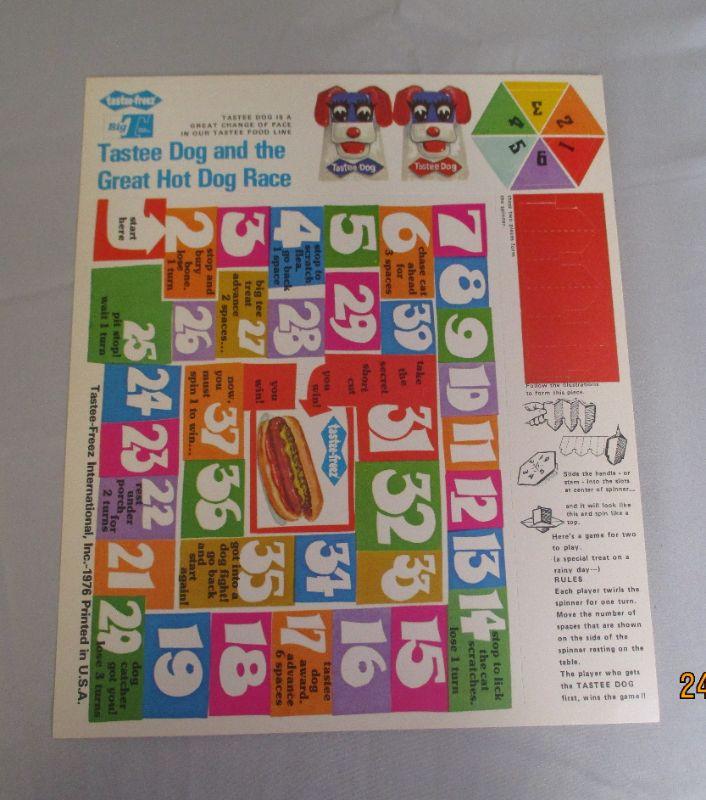 tastee-freez
Big T
TASTEE DOG IS A
GREAT CHANGE OF PACE
IN OUR TASTEE FOOD LINE
Tastee Dog and the
Great Hot Dog Race
Tastee Dog
Tastee Dog
1
2
3
4
5
6
start
here
2
stop and
bury
bone.
lose
1 turn
3
4
stop to
scratch
flea.
go back
1 space
5
6
chase cat
ahead
for
3 spaces
7
8
9
10
11
12
13
14
stop to lick
the cat
scratches.
lose 1 turn
15
16
17
tastee
dog
award.
advance
6 spaces
18
19
20
dog
catcher
got you!
lose 3 turns
21
22
rest
under
porch for
2 turns
23
24
25
pit stop!
wait 1 turn
26
27
big tee
treat
advance
2 spaces...
28
29
39
take
the
secret
short
cut
you
win!
31
32
33
34
35
got into a
dog fight!
go back
and
start
again!
36
37
now,
you
must
spin 1 to win...
you
win!
tastee-freez
Follow the illustrations
to form this piece.
Slide the handle - or
stem - into the slots
at center of spinner...
and it will look like
this and spin like a
top.
Here's a game for two
to play.
(a special treat on a
rainy day--)
RULES
Each player twirls the
spinner for one turn.
Move the number of
spaces that are shown
on the side of the
spinner resting on the
table.
The player who gets
the TASTEE DOG
first, wins the game!!
Tastee-Freez International, Inc.-1976 Printed in U.S.A.
24